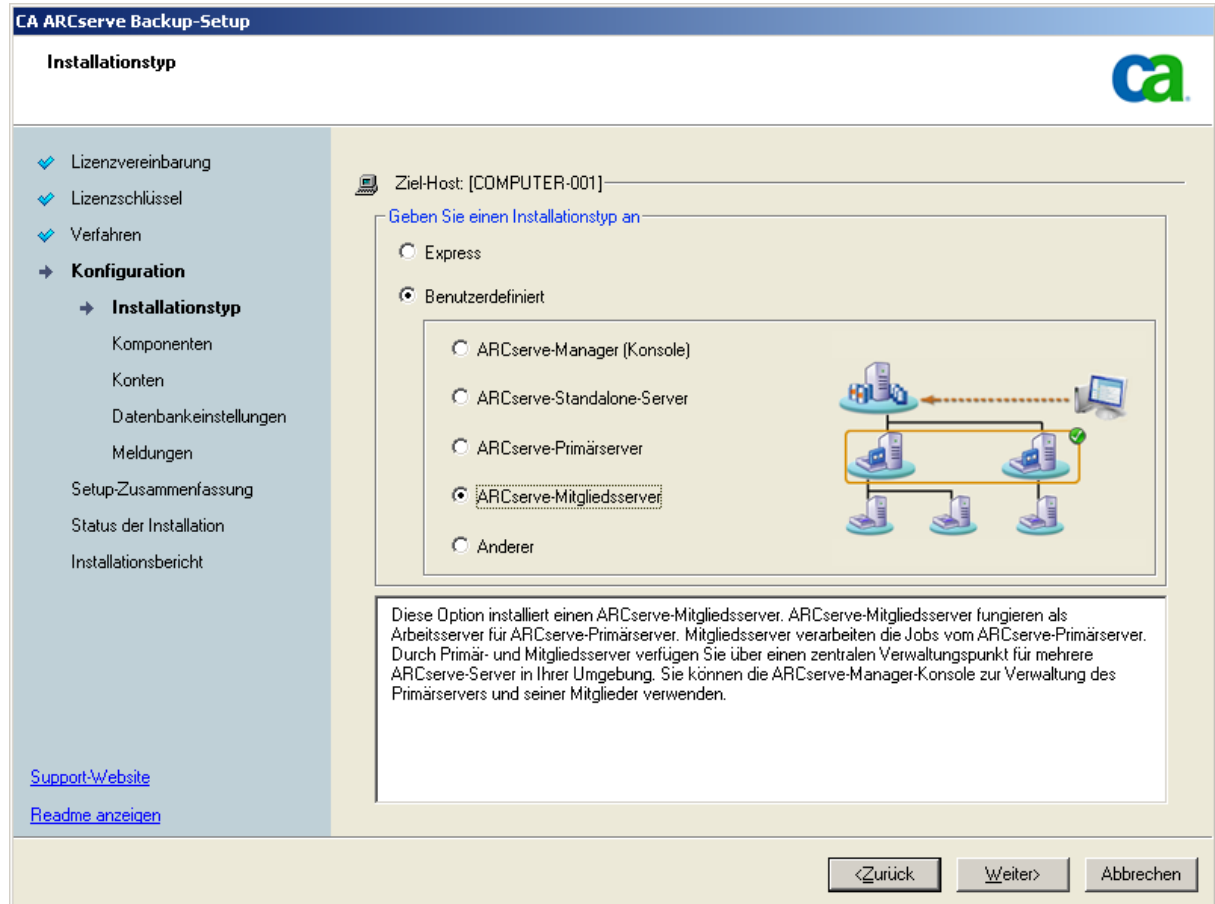 CA ARCserve Backup-Setup
Installationstyp
ca
Lizenzvereinbarung
Lizenzschlüssel
Verfahren
Konfiguration
Installationstyp
Komponenten
Konten
Datenbankeinstellungen
Meldungen
Setup-Zusammenfassung
Status der Installation
Installationsbericht
Support-Website
Readme anzeigen
Ziel-Host: [COMPUTER-001]
Geben Sie einen Installationstyp an
Express
Benutzerdefiniert
ARCserve-Manager (Konsole)
ARCserve-Standalone-Server
ARCserve-Primärserver
ARCserve-Mitgliedsserver
Anderer
Diese Option installiert einen ARCserve-Mitgliedsserver. ARCserve-Mitgliedsserver fungieren als
Arbeitsserver für ARCserve-Primärserver. Mitgliedsserver verarbeiten die Jobs vom ARCserve-Primärserver.
Durch Primär- und Mitgliedsserver verfügen Sie über einen zentralen Verwaltungspunkt für mehrere
ARCserve-Server in Ihrer Umgebung. Sie können die ARCserve-Manager-Konsole zur Verwaltung des
Primärservers und seiner Mitglieder verwenden.
<Zurück
Weiter>
Abbrechen